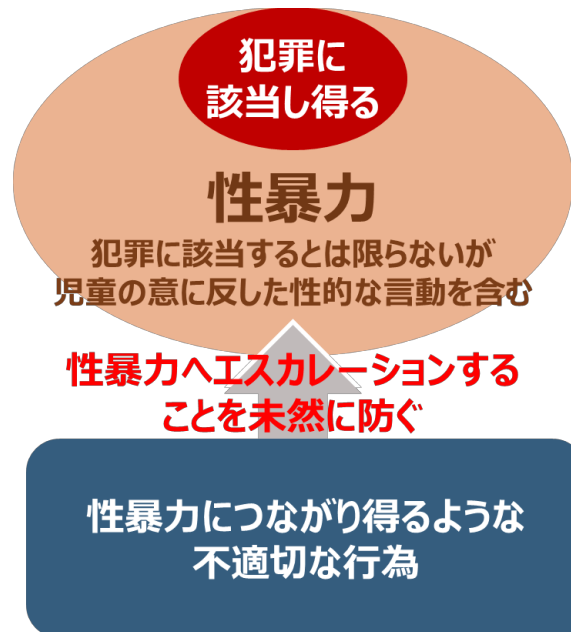 犯罪に
該当し得る
性暴力
犯罪に該当するとは限らないが
児童の意に反した性的な言動を含む
性暴力へエスカレーションする
ことを未然に防ぐ
性暴力につながり得るような
不適切な行為